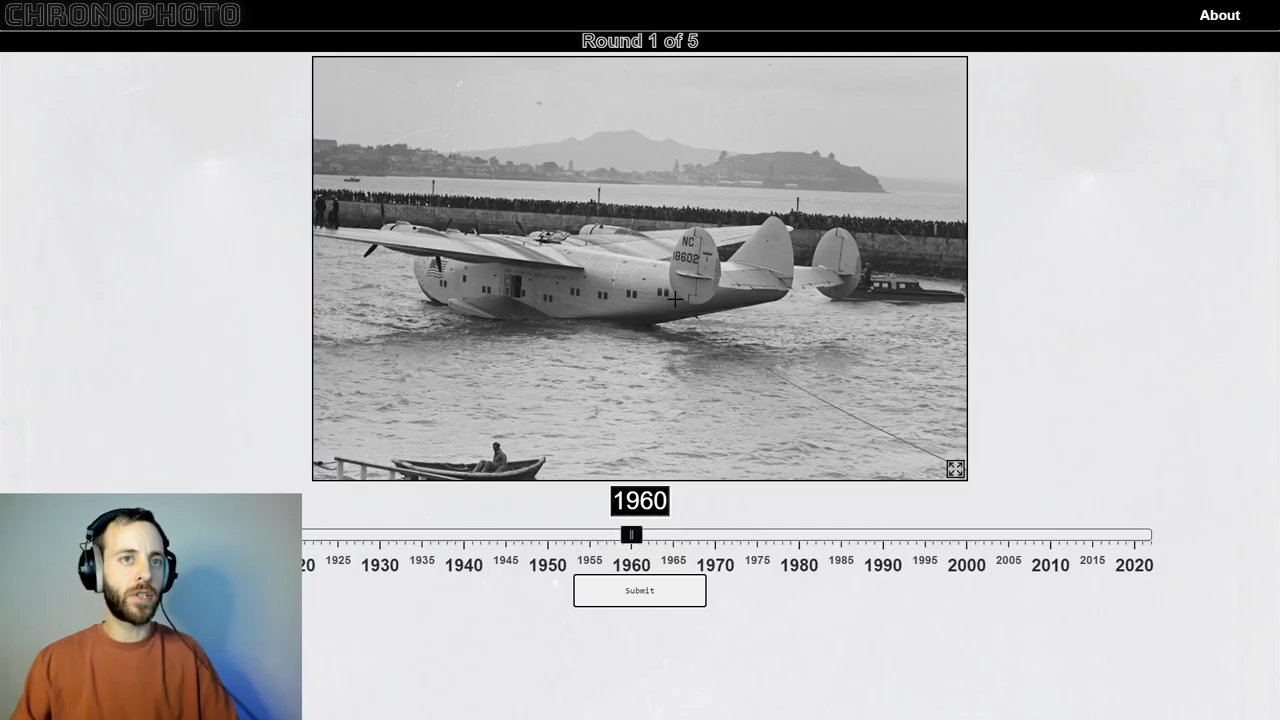 CHRONOPHOTO
About
Round 1 of 5
NC
18602
1960
20 1925 1930 1935 1940 1945 1950 1955 1960 1965 1970 1975 1980 1985 1990 1995 2000 2005 2010 2015 2020
Submit